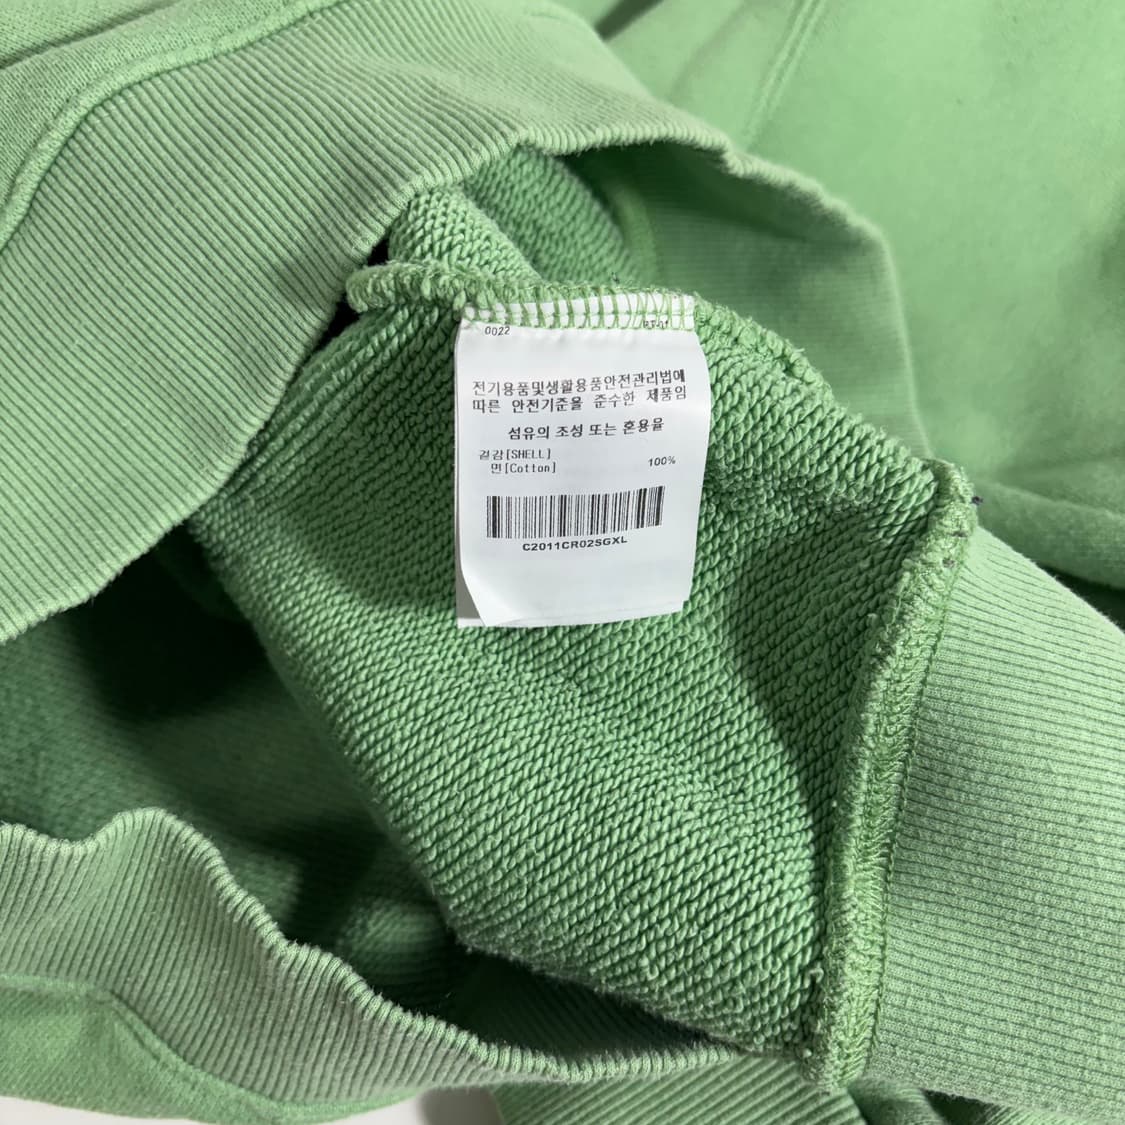 0022
전기용품및생활용품안전관리법에
따른 안전기준을 준수한 제품임
섬유의 조성 또는 혼용율
겉감[SHELL]
면[Cotton] 100%
C2011CR02SGXL